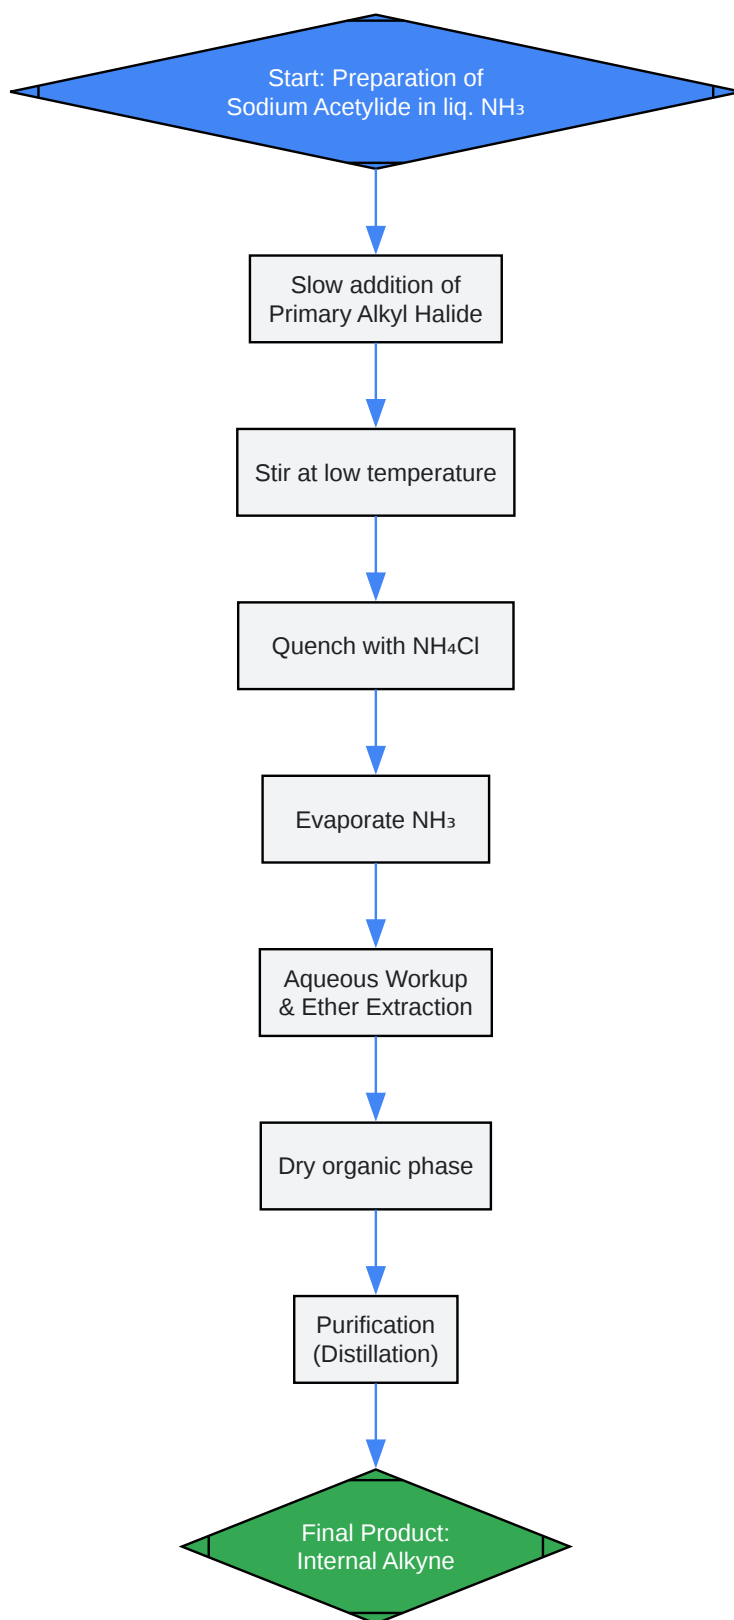 Start: Preparation of
Sodium Acetylide in liq. NH₃
Slow addition of
Primary Alkyl Halide
Stir at low temperature
Quench with NH₄Cl
Evaporate NH₃
Aqueous Workup
& Ether Extraction
Dry organic phase
Purification
(Distillation)
Final Product:
Internal Alkyne